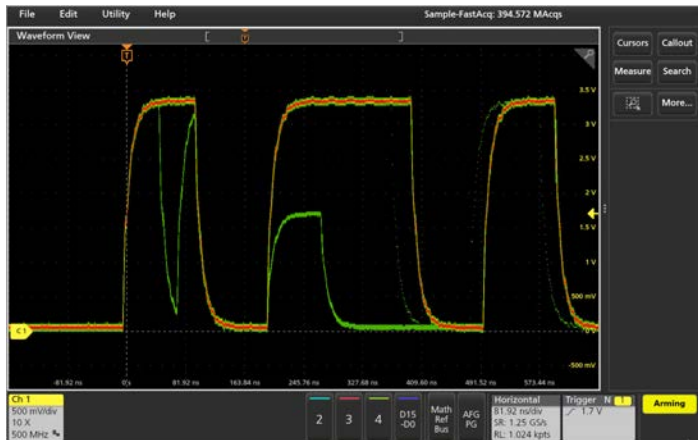 File Edit Utility Help Sample-FastAcq: 394.572 MAcqs
Waveform View
[ T ]
T
Cursors Callout
Measure Search
More...
3.5 V
3 V
2.5 V
2 V
1.5 V
1 V
500 mV
C1 0 V
-500 mV
-81.92 ns 0 s 81.92 ns 163.84 ns 245.76 ns 327.68 ns 409.60 ns 491.52 ns 573.44 ns
Ch 1
500 mV/div
10 X
500 MHz
2 3 4 D15-D0
Math Ref Bus
AFG PG
Horizontal
81.92 ns/div
SR: 1.25 GS/s
RL: 1.024 kpts
Trigger N 1
1.7 V
Arming